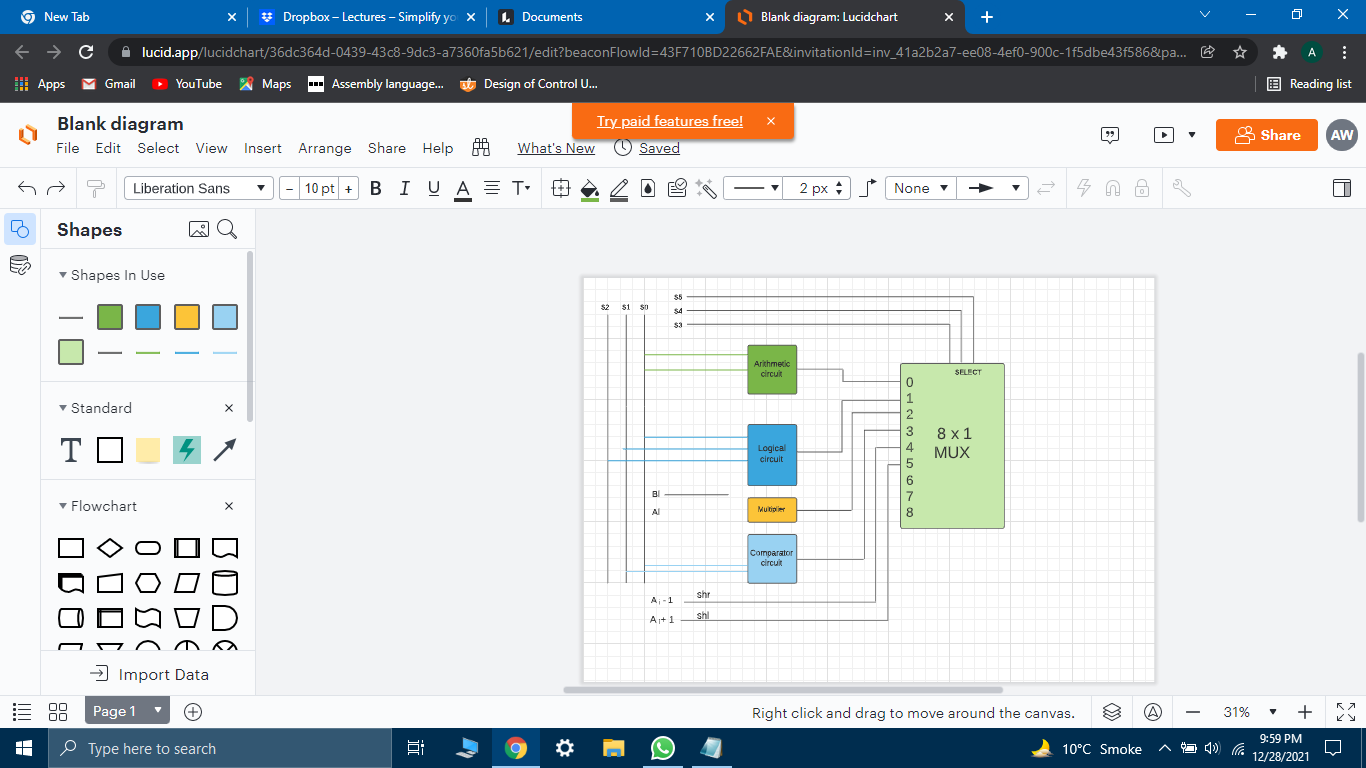 New Tab
Dropbox – Lectures – Simplify yo
Documents
Blank diagram: Lucidchart
lucid.app/lucidchart/36dc364d-0439-43c8-9dc3-a7360fa5b621/edit?beaconFlowId=43F710BD22662FAE&invitationId=inv_41a2b2a7-ee08-4ef0-900c-1f5dbe43f586&pa...
A
Apps
Gmail
YouTube
Maps
Assembly language...
Design of Control U...
Reading list
Blank diagram
Try paid features free!
File Edit Select View Insert Arrange Share Help
What's New
Saved
Share
AW
Liberation Sans
− 10 pt +
B I U A T
2 px
None
Shapes
Shapes In Use
Standard
T
Flowchart
Import Data
S5
S2 S1 S0
S4
S3
Arithmetic
circuit
SELECT
0
1
2
3
4
5
6
7
8
8 x 1
MUX
Logical
circuit
Bi
Ai
Multiplier
Comparator
circuit
A i - 1
shr
A i+ 1
shl
Page 1
Right click and drag to move around the canvas.
31%
Type here to search
10°C Smoke
9:59 PM
12/28/2021